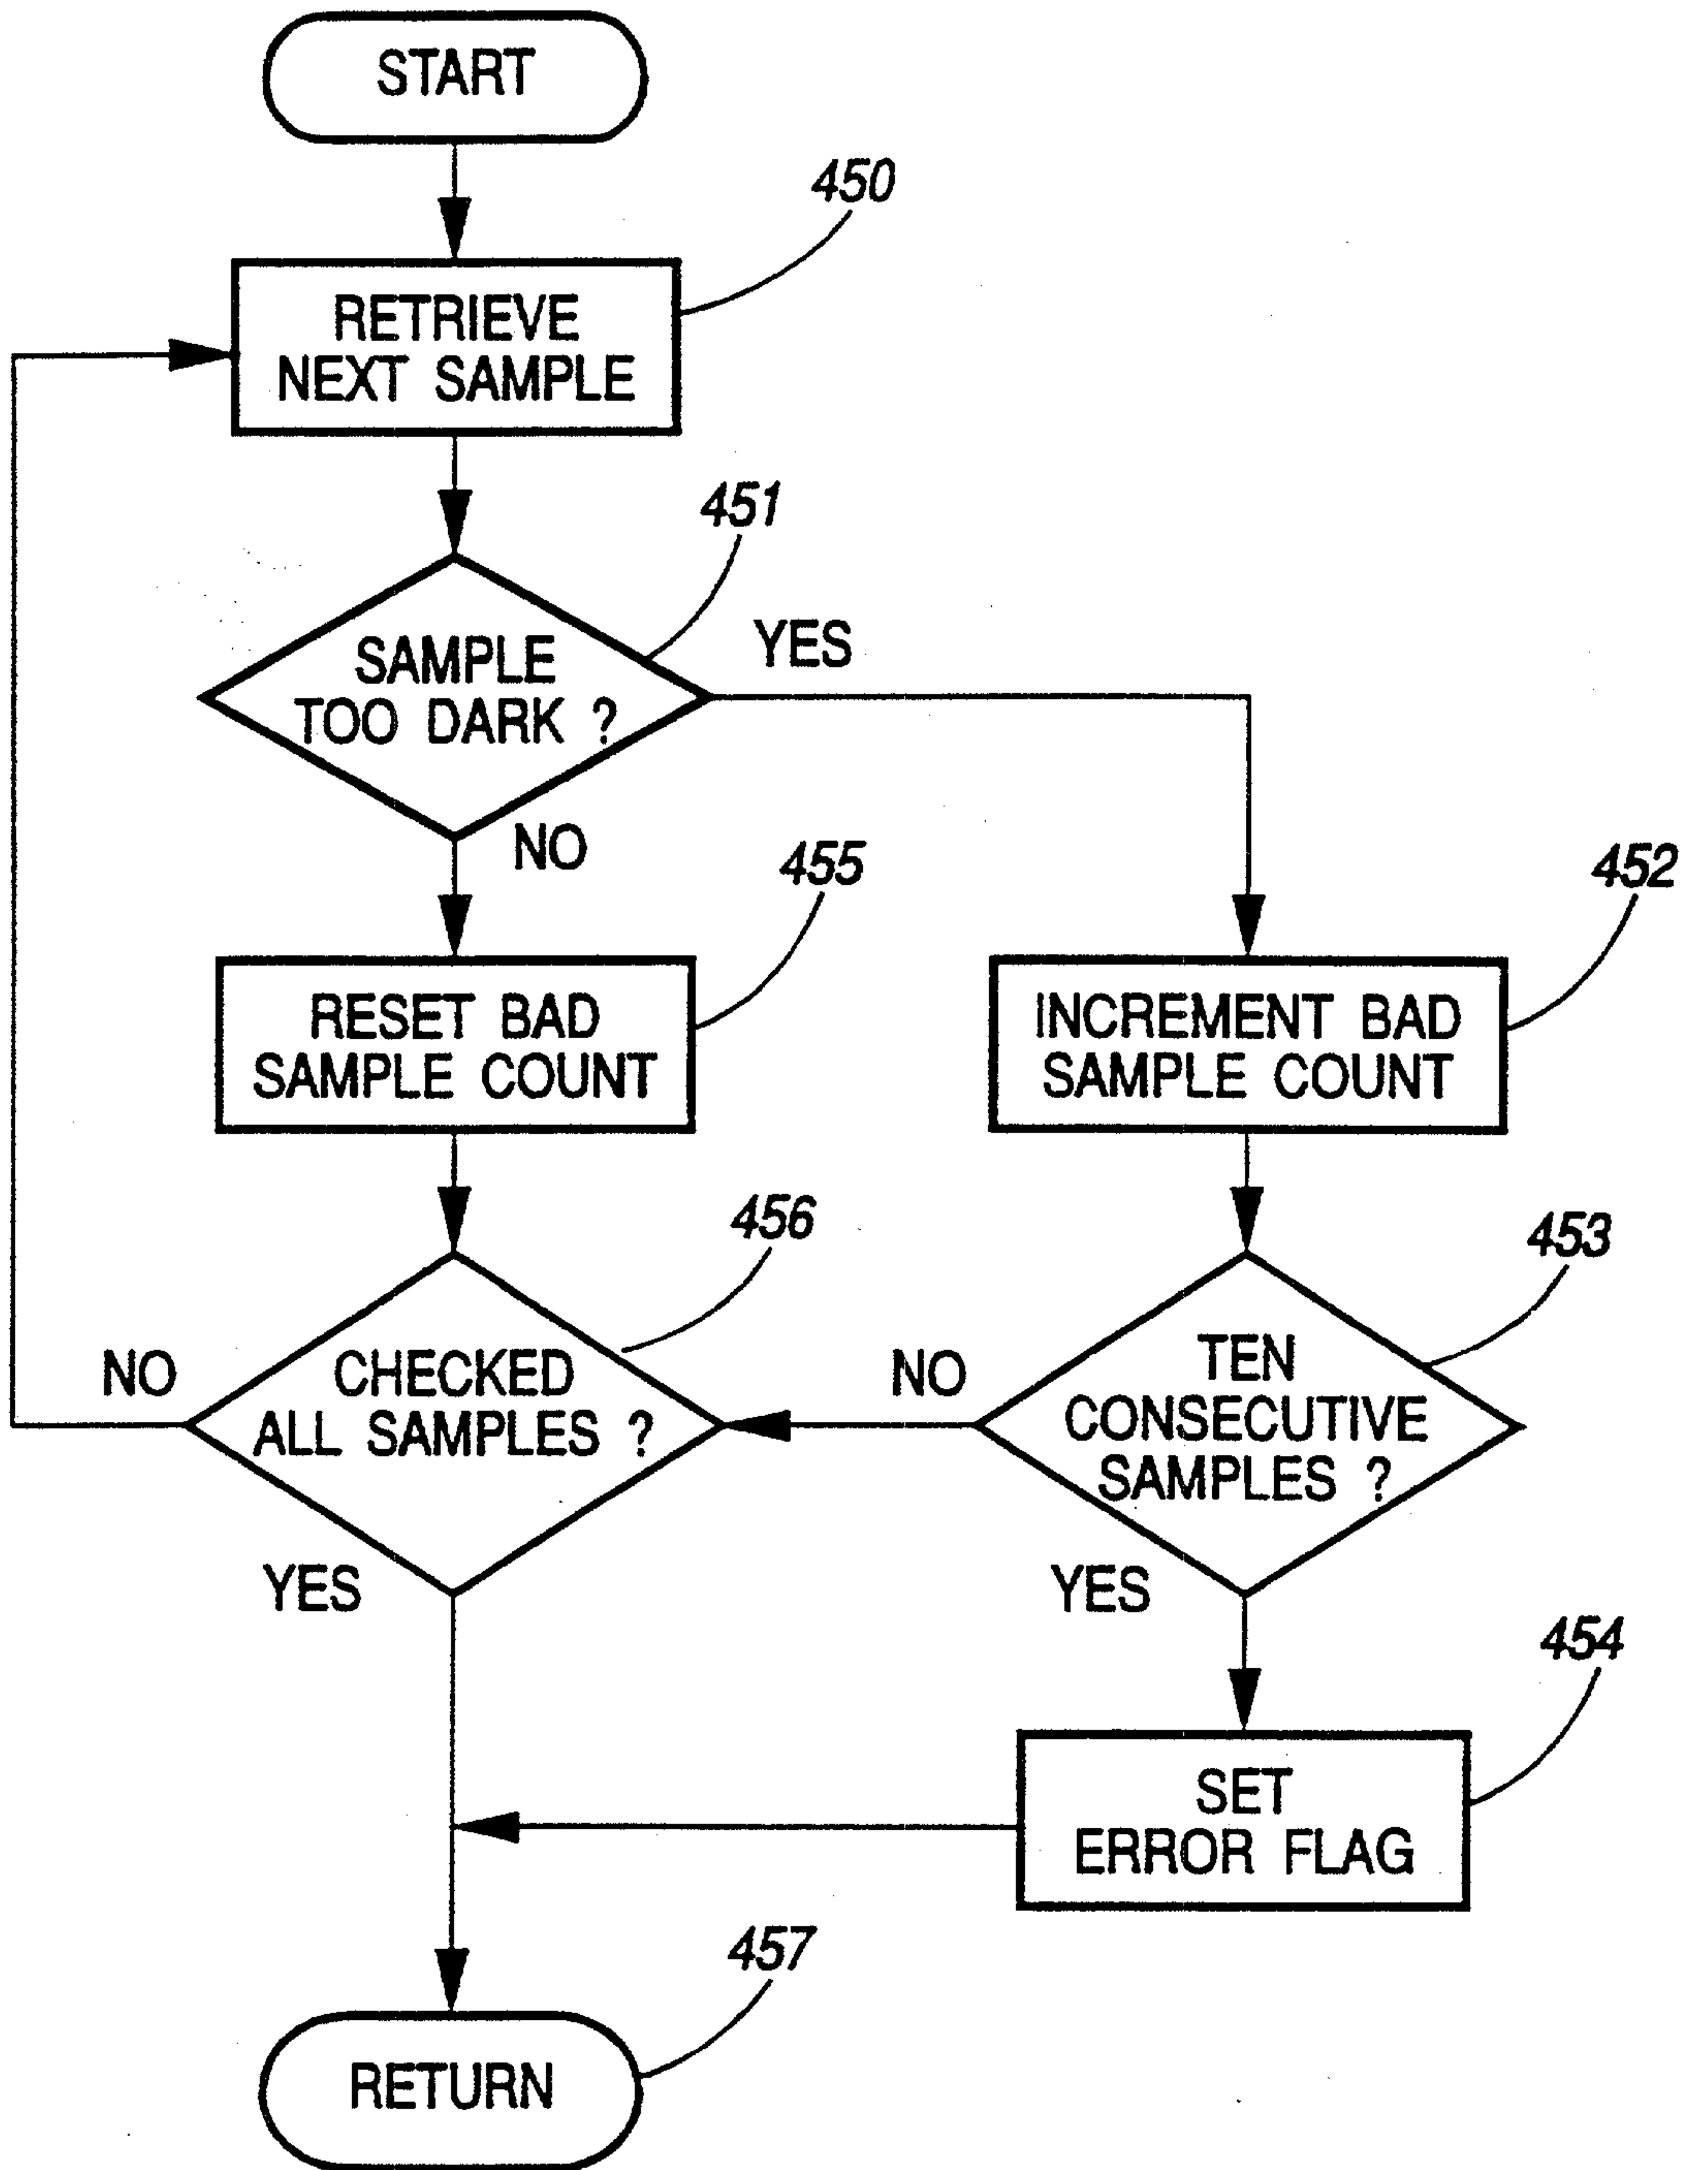 START
450
RETRIEVE
NEXT SAMPLE
451
SAMPLE
TOO DARK ?
YES
NO
455
452
RESET BAD
SAMPLE COUNT
INCREMENT BAD
SAMPLE COUNT
456
453
NO
CHECKED
ALL SAMPLES ?
NO
TEN
CONSECUTIVE
SAMPLES ?
YES
YES
454
SET
ERROR FLAG
457
RETURN